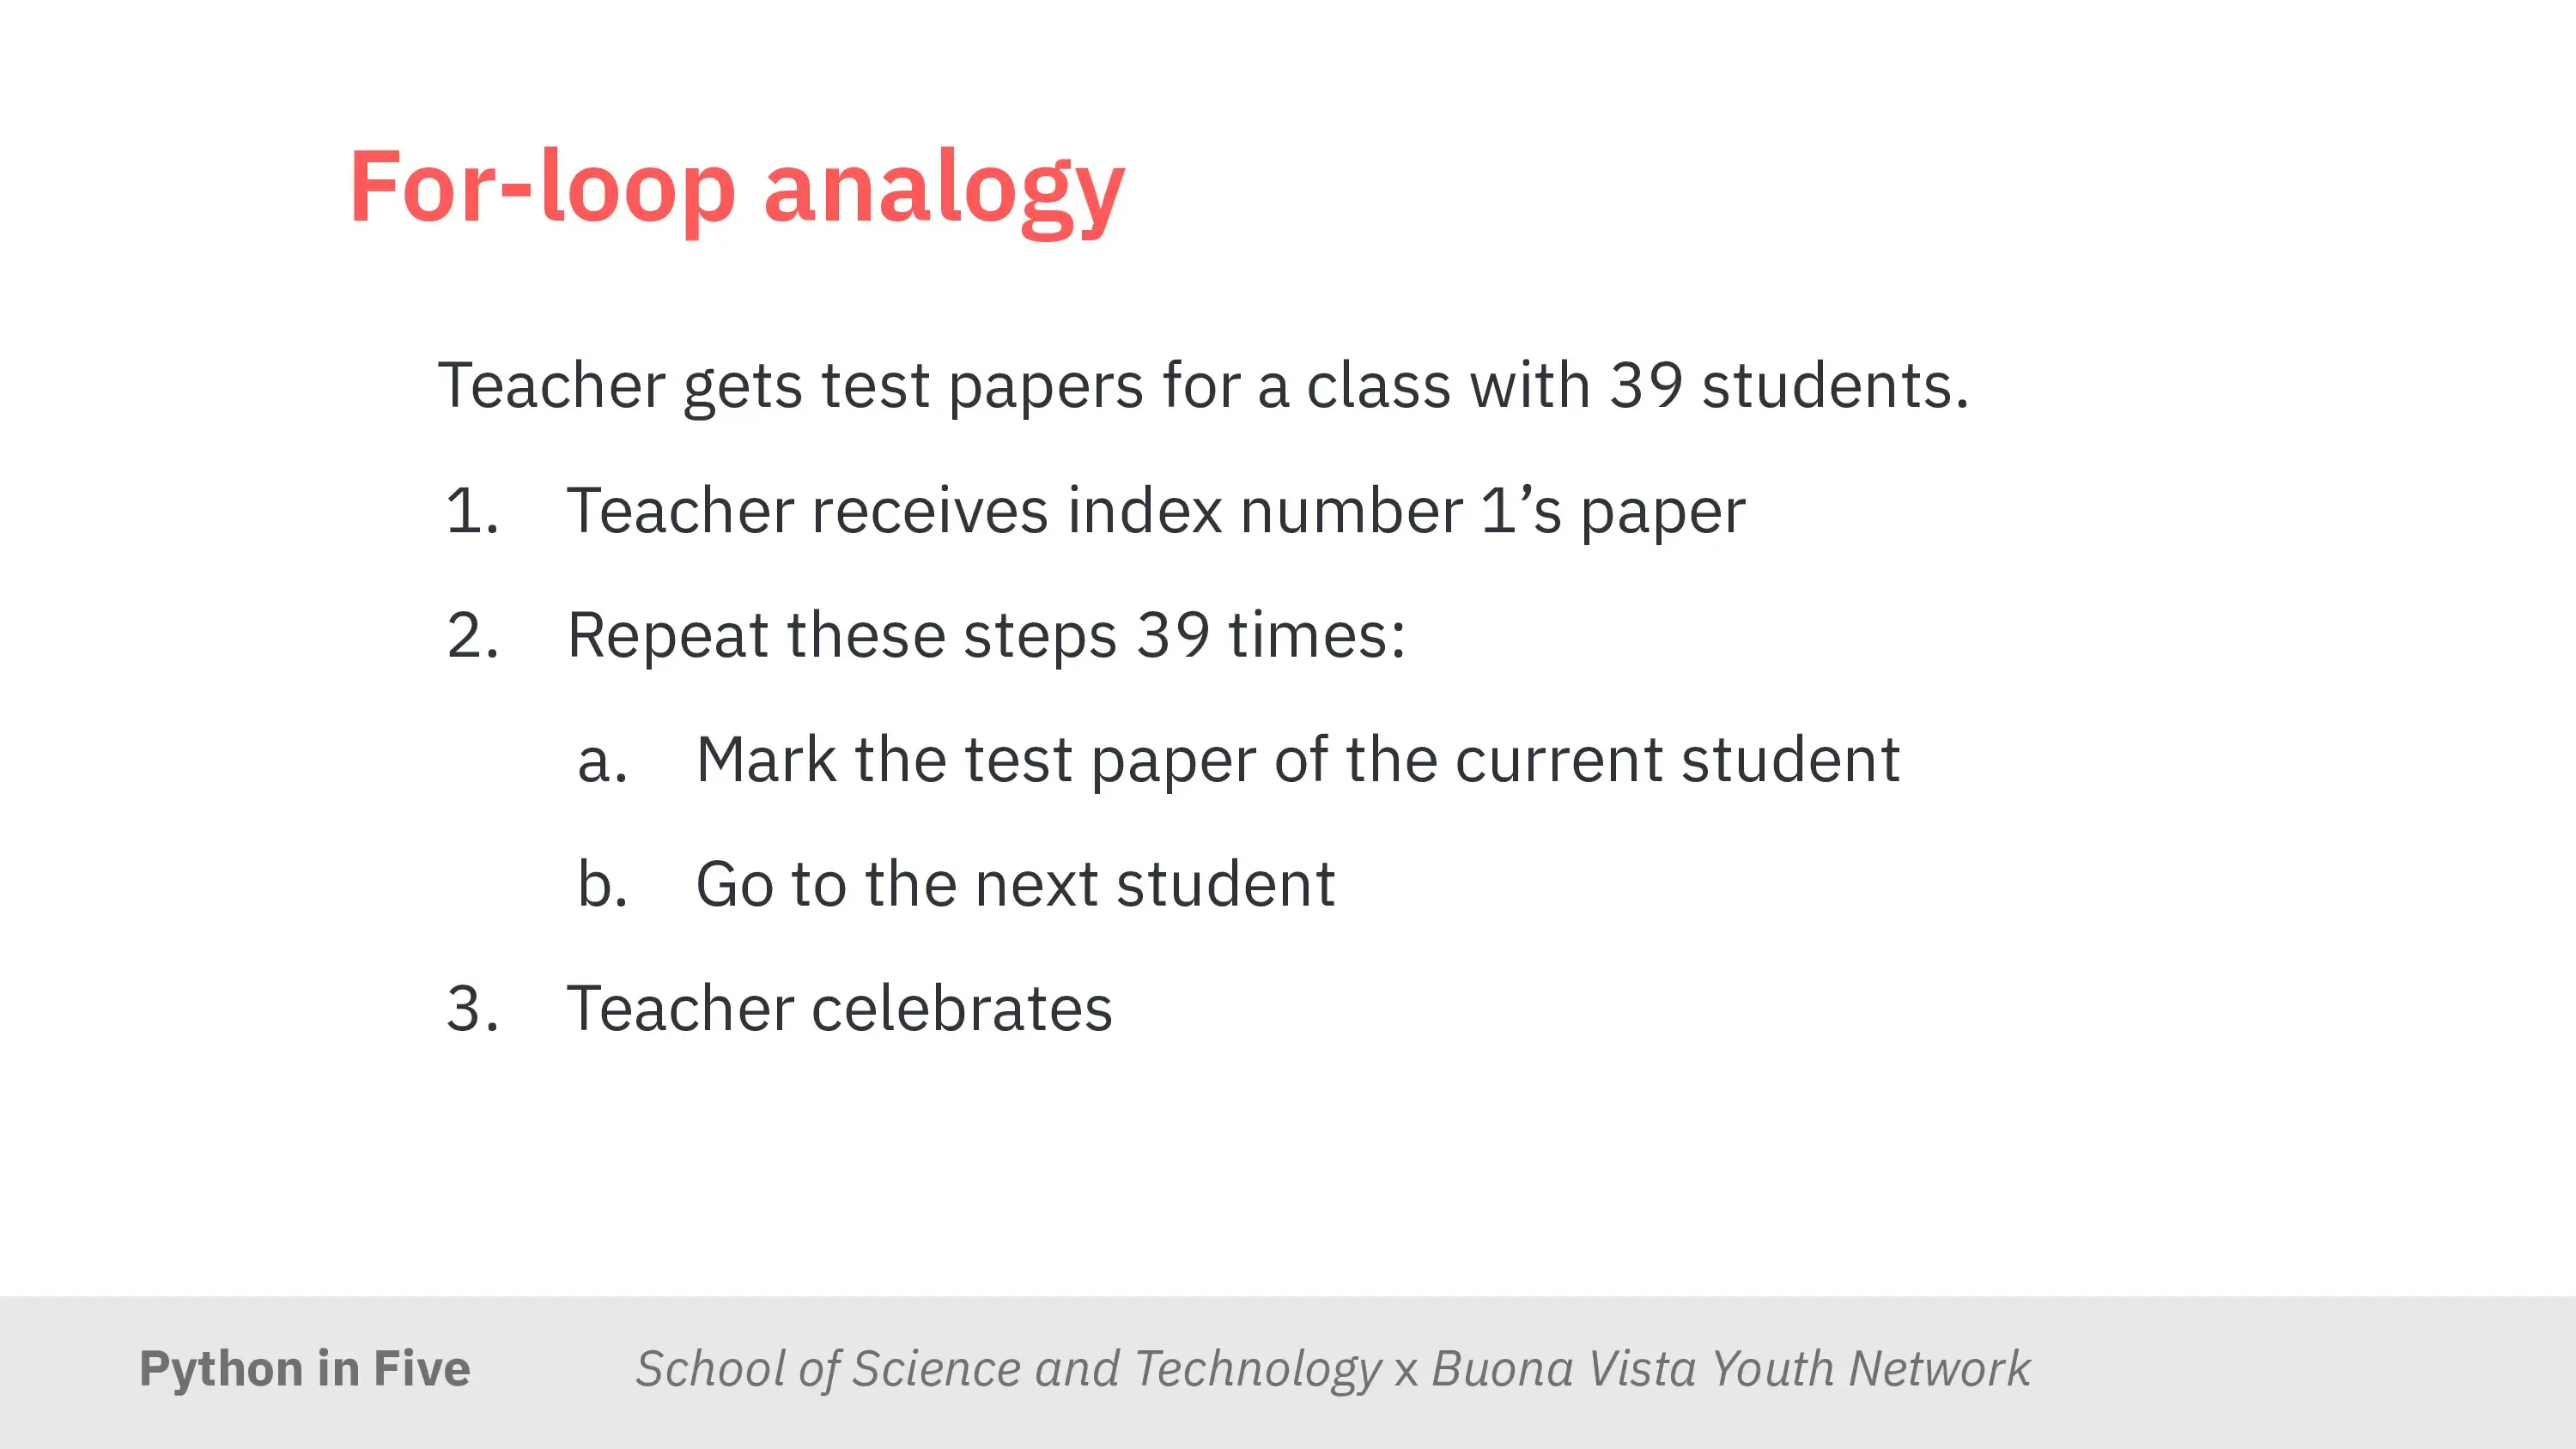 For-loop analogy
Teacher gets test papers for a class with 39 students.
1. Teacher receives index number 1’s paper
2. Repeat these steps 39 times:
a. Mark the test paper of the current student
b. Go to the next student
3. Teacher celebrates
Python in Five School of Science and Technology x Buona Vista Youth Network